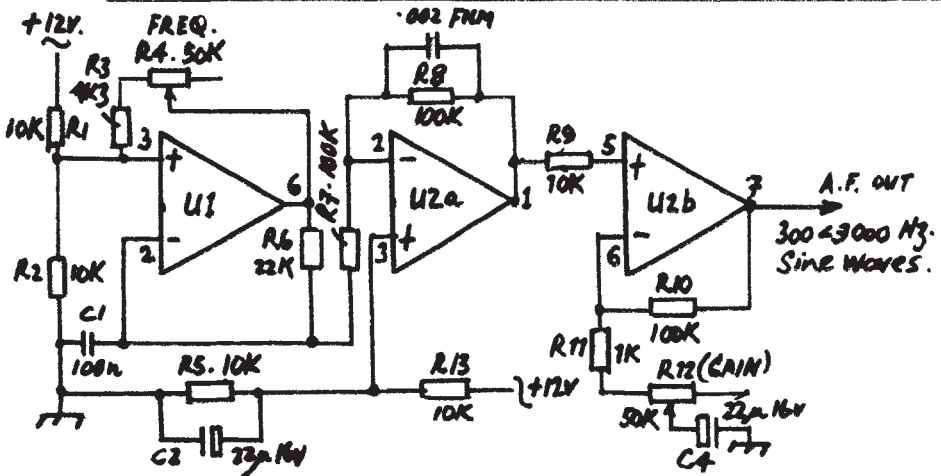 +12V.
FREQ.
R4. 50K
R3
4K3
10K
R1
3
+
U1
6
2
-
R2
10K
C1
100n
R6
22K
R7. 100K
.002 FILM
R8
100K
2
-
U2a
1
+
3
R5. 10K
C2
22µ 16V
R13
10K
+12V
R9
10K
5
+
U2b
7
-
6
A.F. OUT
300<3000 Hz.
Sine Waves.
R10
100K
R11
1K
R12 (GAIN)
50K
22µ 16V
C4